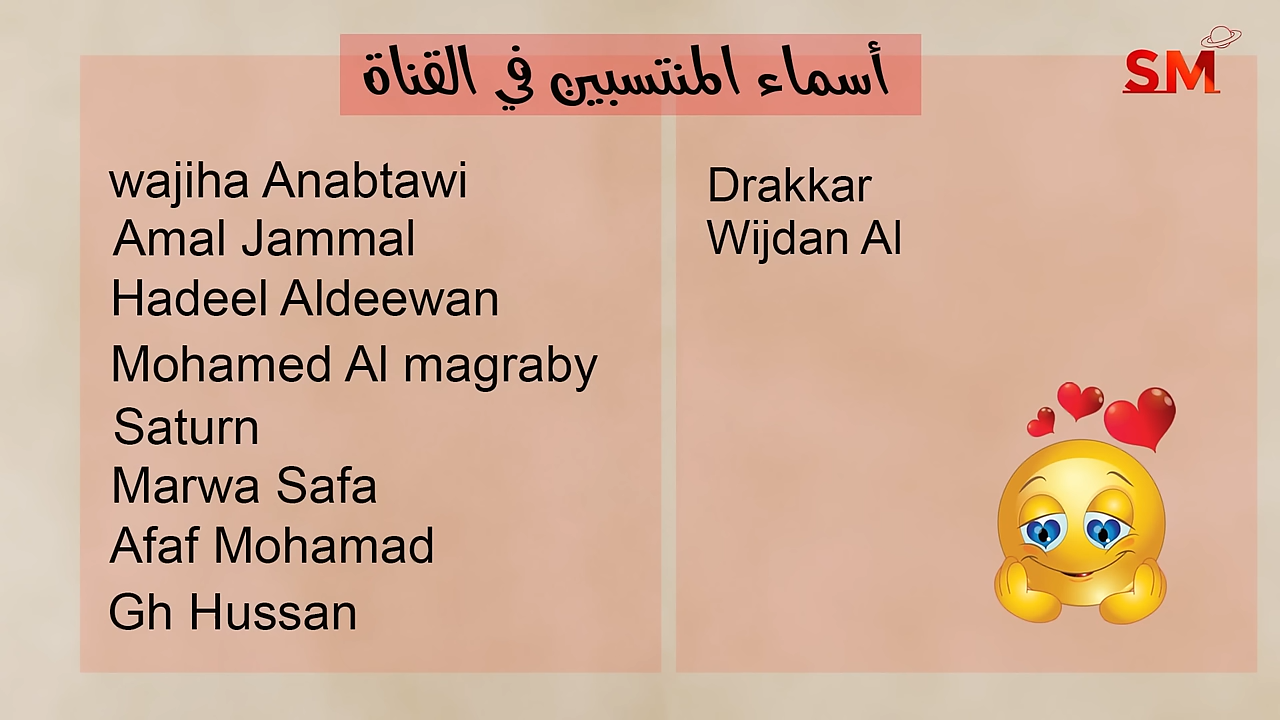 أسماء المنتسبين في القناة
SM
wajiha Anabtawi
Amal Jammal
Hadeel Aldeewan
Mohamed Al magraby
Saturn
Marwa Safa
Afaf Mohamad
Gh Hussan
Drakkar
Wijdan Al